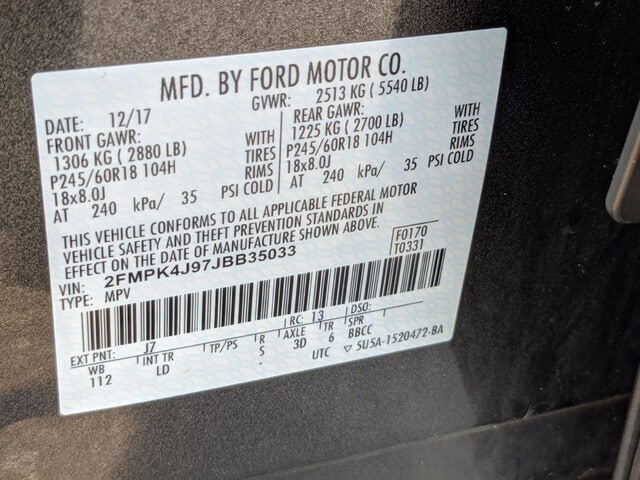 MFD. BY FORD MOTOR CO.
DATE: 12/17 GVWR: 2513 KG ( 5540 LB)
FRONT GAWR: REAR GAWR:
1306 KG ( 2880 LB) WITH 1225 KG ( 2700 LB) WITH
P245/60R18 104H TIRES P245/60R18 104H TIRES
18x8.0J RIMS 18x8.0J RIMS
AT 240 kPa/ 35 PSI COLD AT 240 kPa/ 35 PSI COLD
THIS VEHICLE CONFORMS TO ALL APPLICABLE FEDERAL MOTOR
VEHICLE SAFETY AND THEFT PREVENTION STANDARDS IN
EFFECT ON THE DATE OF MANUFACTURE SHOWN ABOVE.
F0170
T0331
VIN: 2FMPK4J97JBB35033
TYPE: MPV
EXT PNT: J7 RC: 13 DSO:
WB INT TR TP/PS R AXLE TR SPR
112 LD S 3D 6 BBCC
UTC ▽ 5U5A-1520472-BA